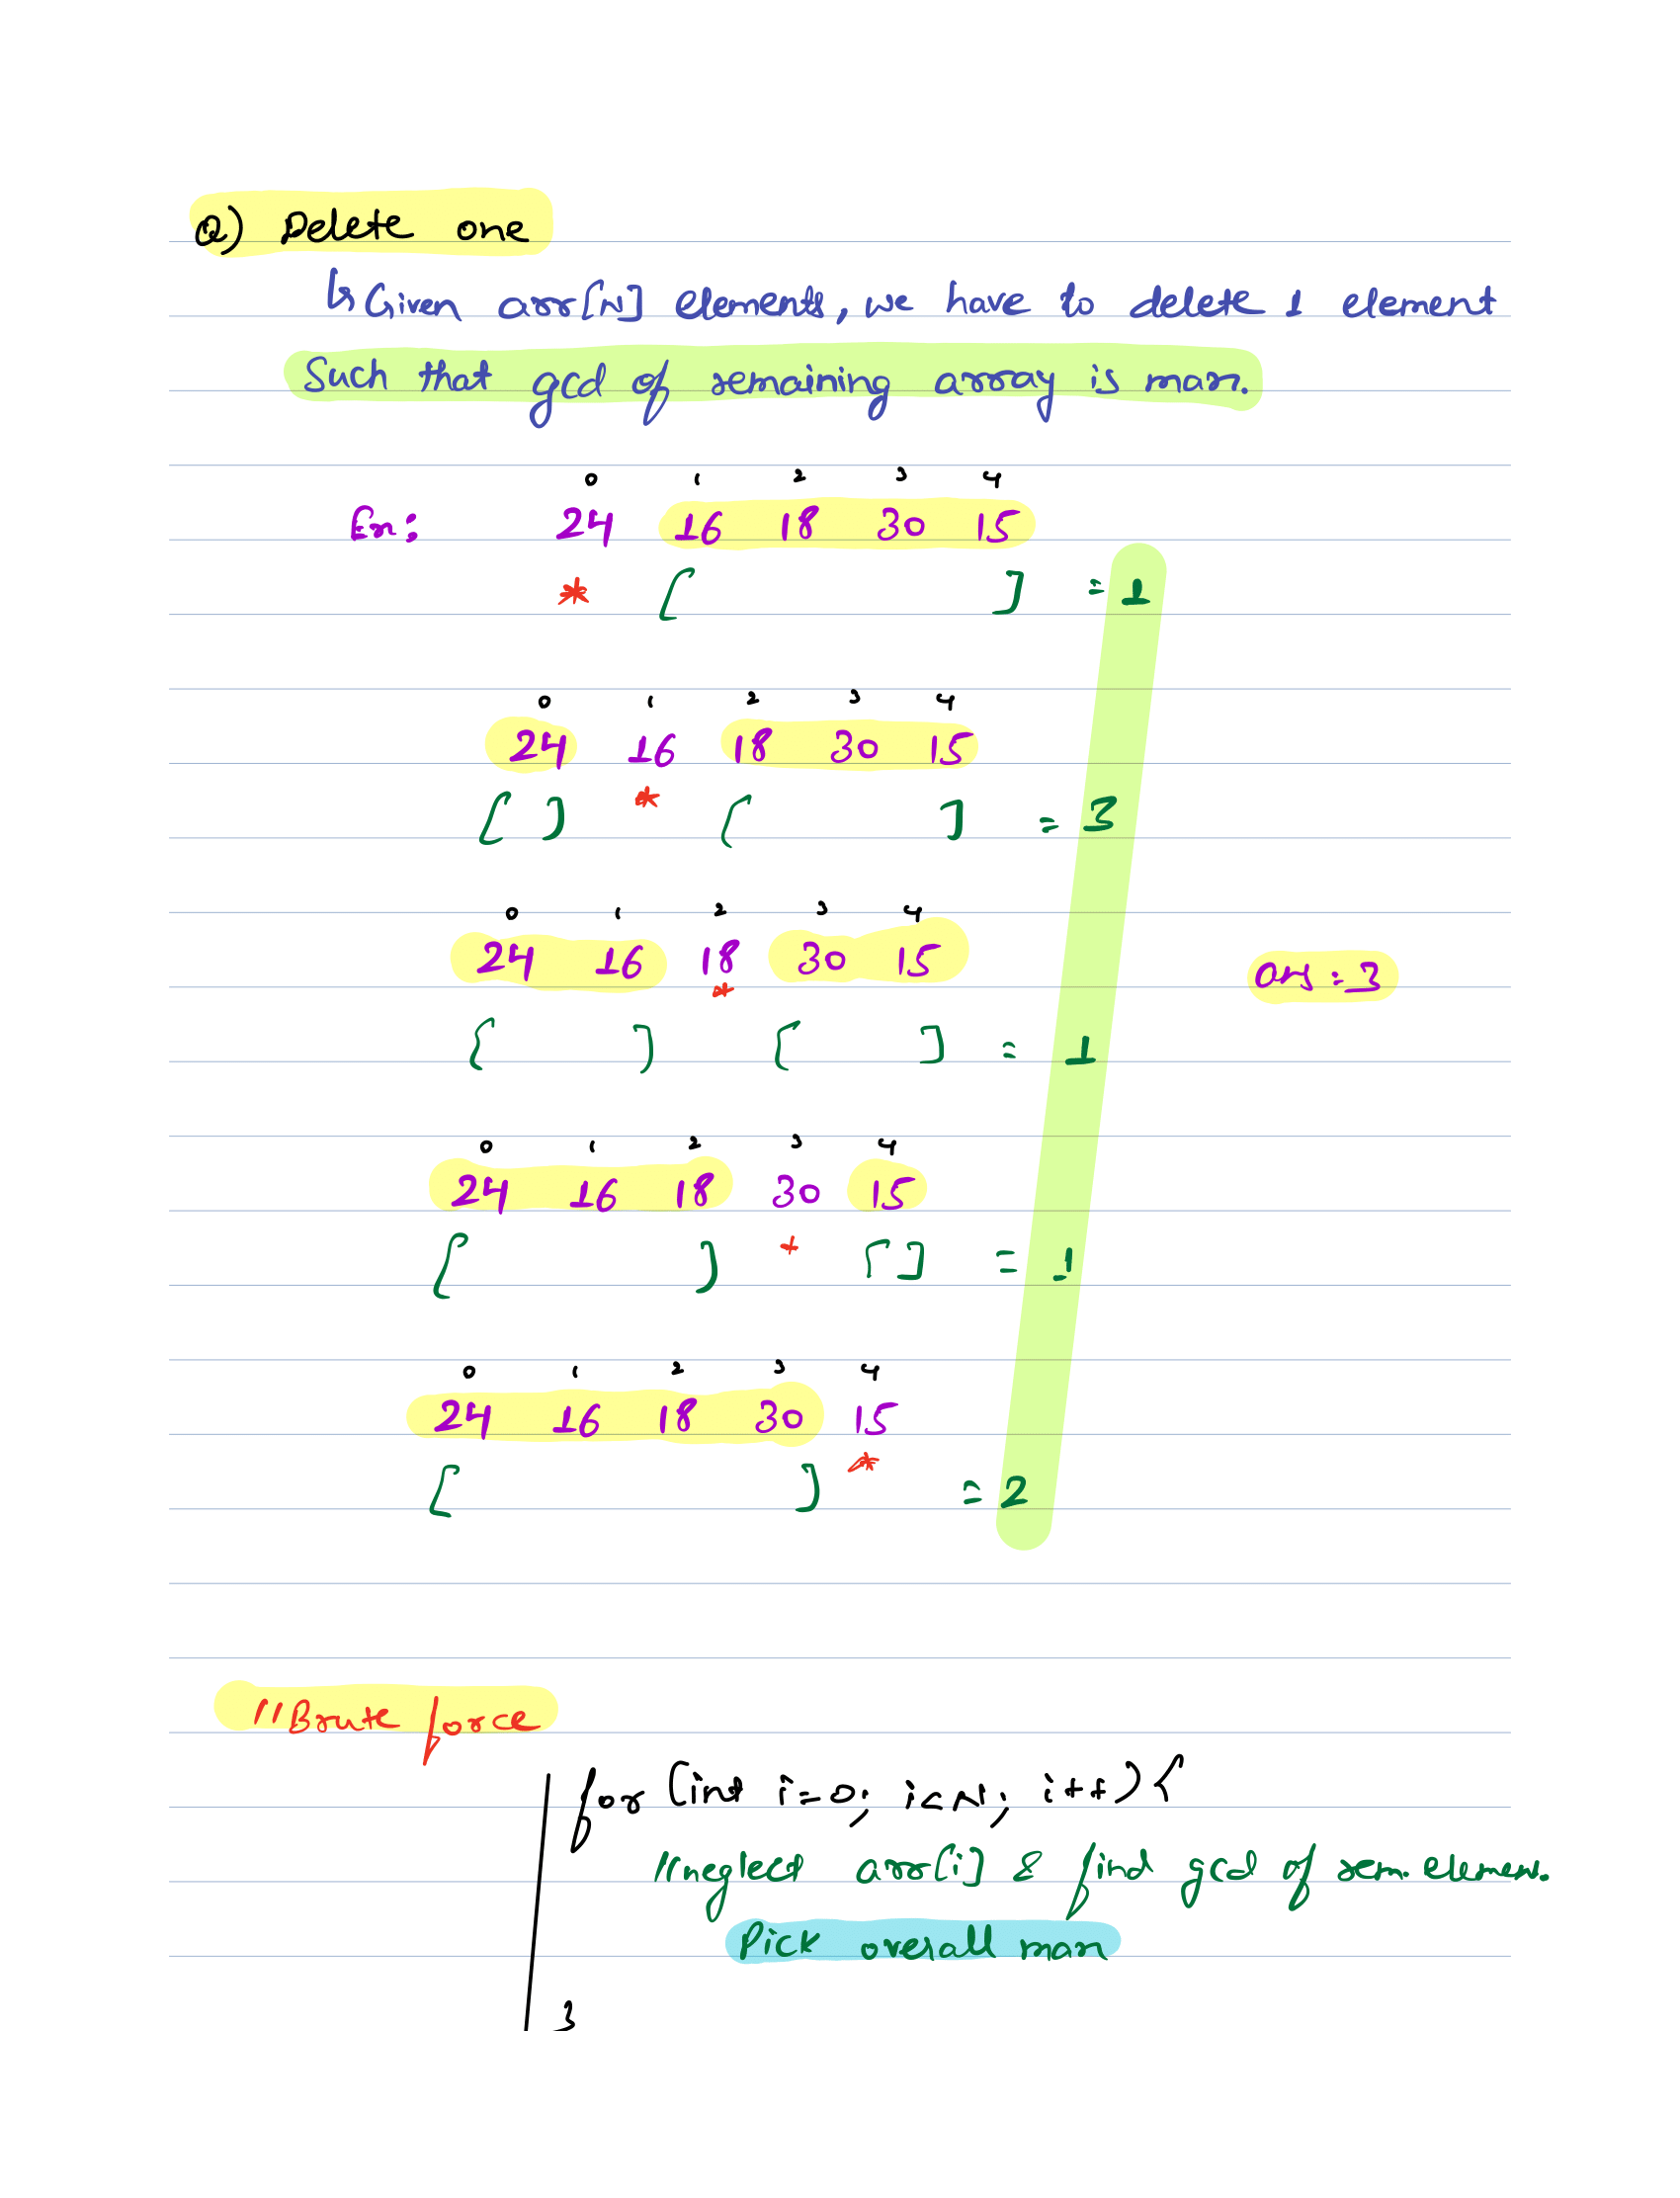 Q) Delete one
↳ Given arr[N] elements, we have to delete 1 element
Such that gcd of remaining array is max.
0 1 2 3 4
Ex: 24 16 18 30 15
* [ ] = 1
0 1 2 3 4
24 16 18 30 15
[ ] * [ ] = 3
0 1 2 3 4
24 16 18 30 15
*
ans = 3
[ ] [ ] = 1
0 1 2 3 4
24 16 18 30 15
[ ] * [ ] = 1
0 1 2 3 4
24 16 18 30 15
[ ] * = 2
//Brute force
for (int i=0; i<N; i++) {
//neglect arr[i] & find gcd of rem. element.
Pick overall max
}